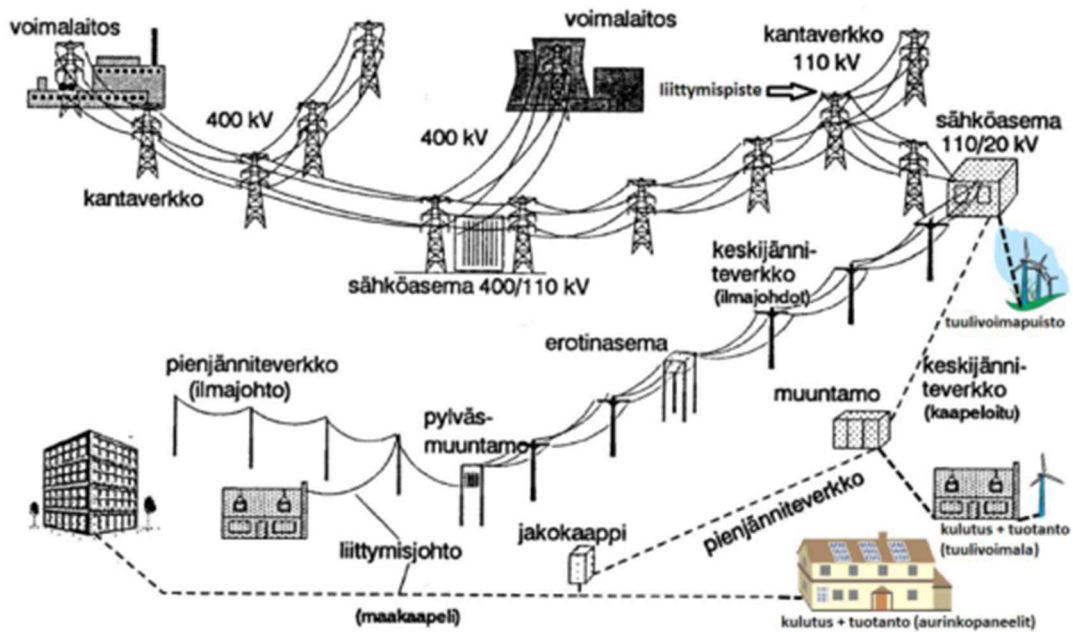 voimalaitos
voimalaitos
kantaverkko
110 kV
liittymispiste
400 kV
400 kV
sähköasema
110/20 kV
kantaverkko
sähköasema 400/110 kV
keskijänni-
teverkko
(ilmajohdot)
tuulivoimapuisto
erotinasema
pienjänniteverkko
(ilmajohto)
keskijänni-
teverkko
(kaapeloitu)
muuntamo
pylväs-
muuntamo
pienjänniteverkko
jakokaappi
liittymisjohto
kulutus + tuotanto
(tuulivoimala)
(maakaapeli)
kulutus + tuotanto (aurinkopaneelit)